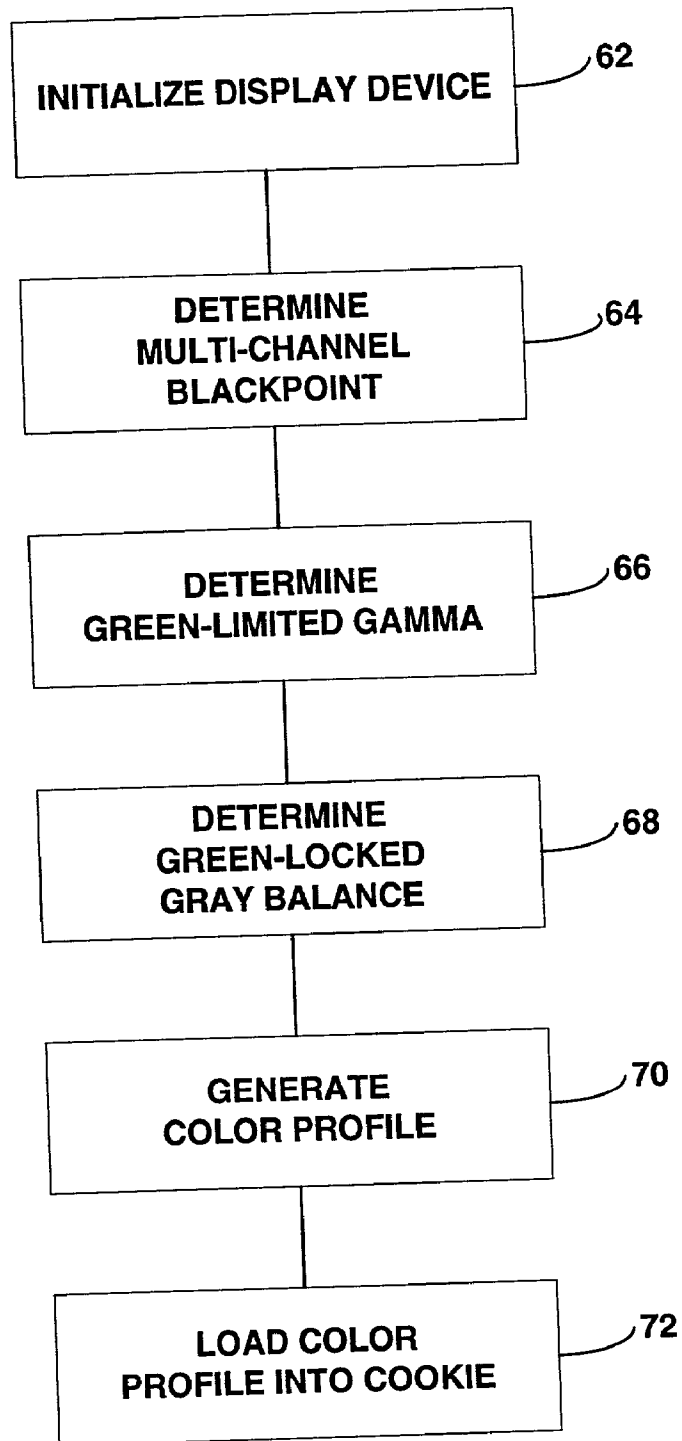 INITIALIZE DISPLAY DEVICE
62
DETERMINE
MULTI-CHANNEL
BLACKPOINT
64
DETERMINE
GREEN-LIMITED GAMMA
66
DETERMINE
GREEN-LOCKED
GRAY BALANCE
68
GENERATE
COLOR PROFILE
70
LOAD COLOR
PROFILE INTO COOKIE
72